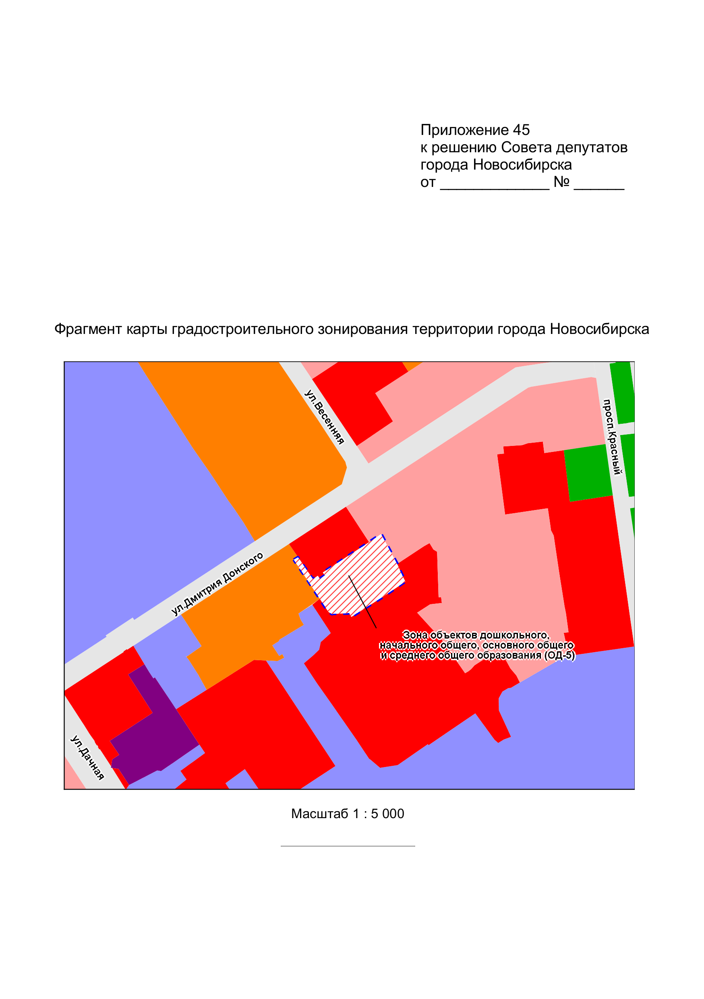 Приложение 45
к решению Совета депутатов
города Новосибирска
от _____________ № ______
Фрагмент карты градостроительного зонирования территории города Новосибирска
ул.Весенняя
просп.Красный
ул.Дмитрия Донского
Зона объектов дошкольного,
начального общего, основного общего
и среднего общего образования (ОД-5)
ул.Дачная
Масштаб 1 : 5 000